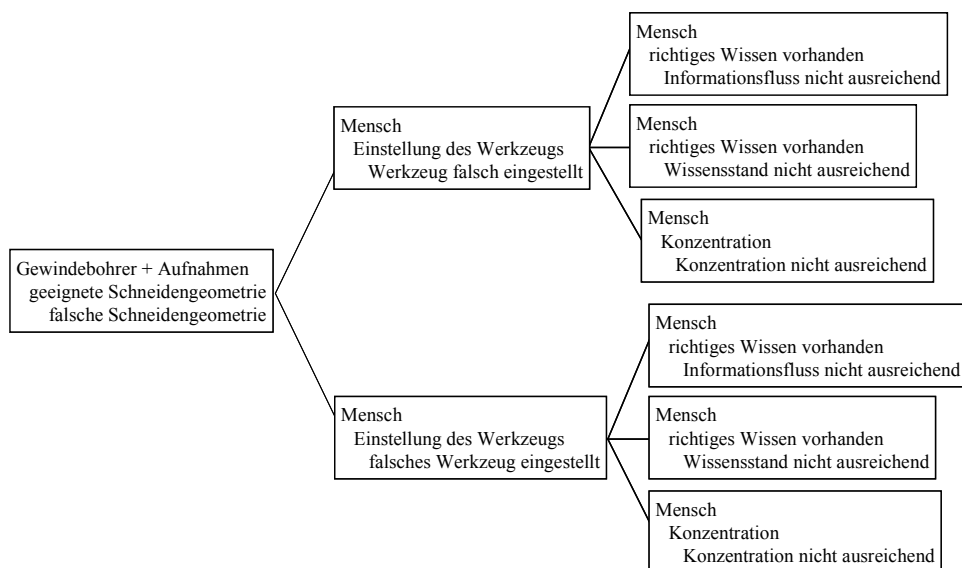 Mensch
richtiges Wissen vorhanden
Informationsfluss nicht ausreichend
Mensch
Einstellung des Werkzeugs
Werkzeug falsch eingestellt
Mensch
richtiges Wissen vorhanden
Wissensstand nicht ausreichend
Mensch
Konzentration
Konzentration nicht ausreichend
Gewindebohrer + Aufnahmen
geeignete Schneidengeometrie
falsche Schneidengeometrie
Mensch
richtiges Wissen vorhanden
Informationsfluss nicht ausreichend
Mensch
Einstellung des Werkzeugs
falsches Werkzeug eingestellt
Mensch
richtiges Wissen vorhanden
Wissensstand nicht ausreichend
Mensch
Konzentration
Konzentration nicht ausreichend